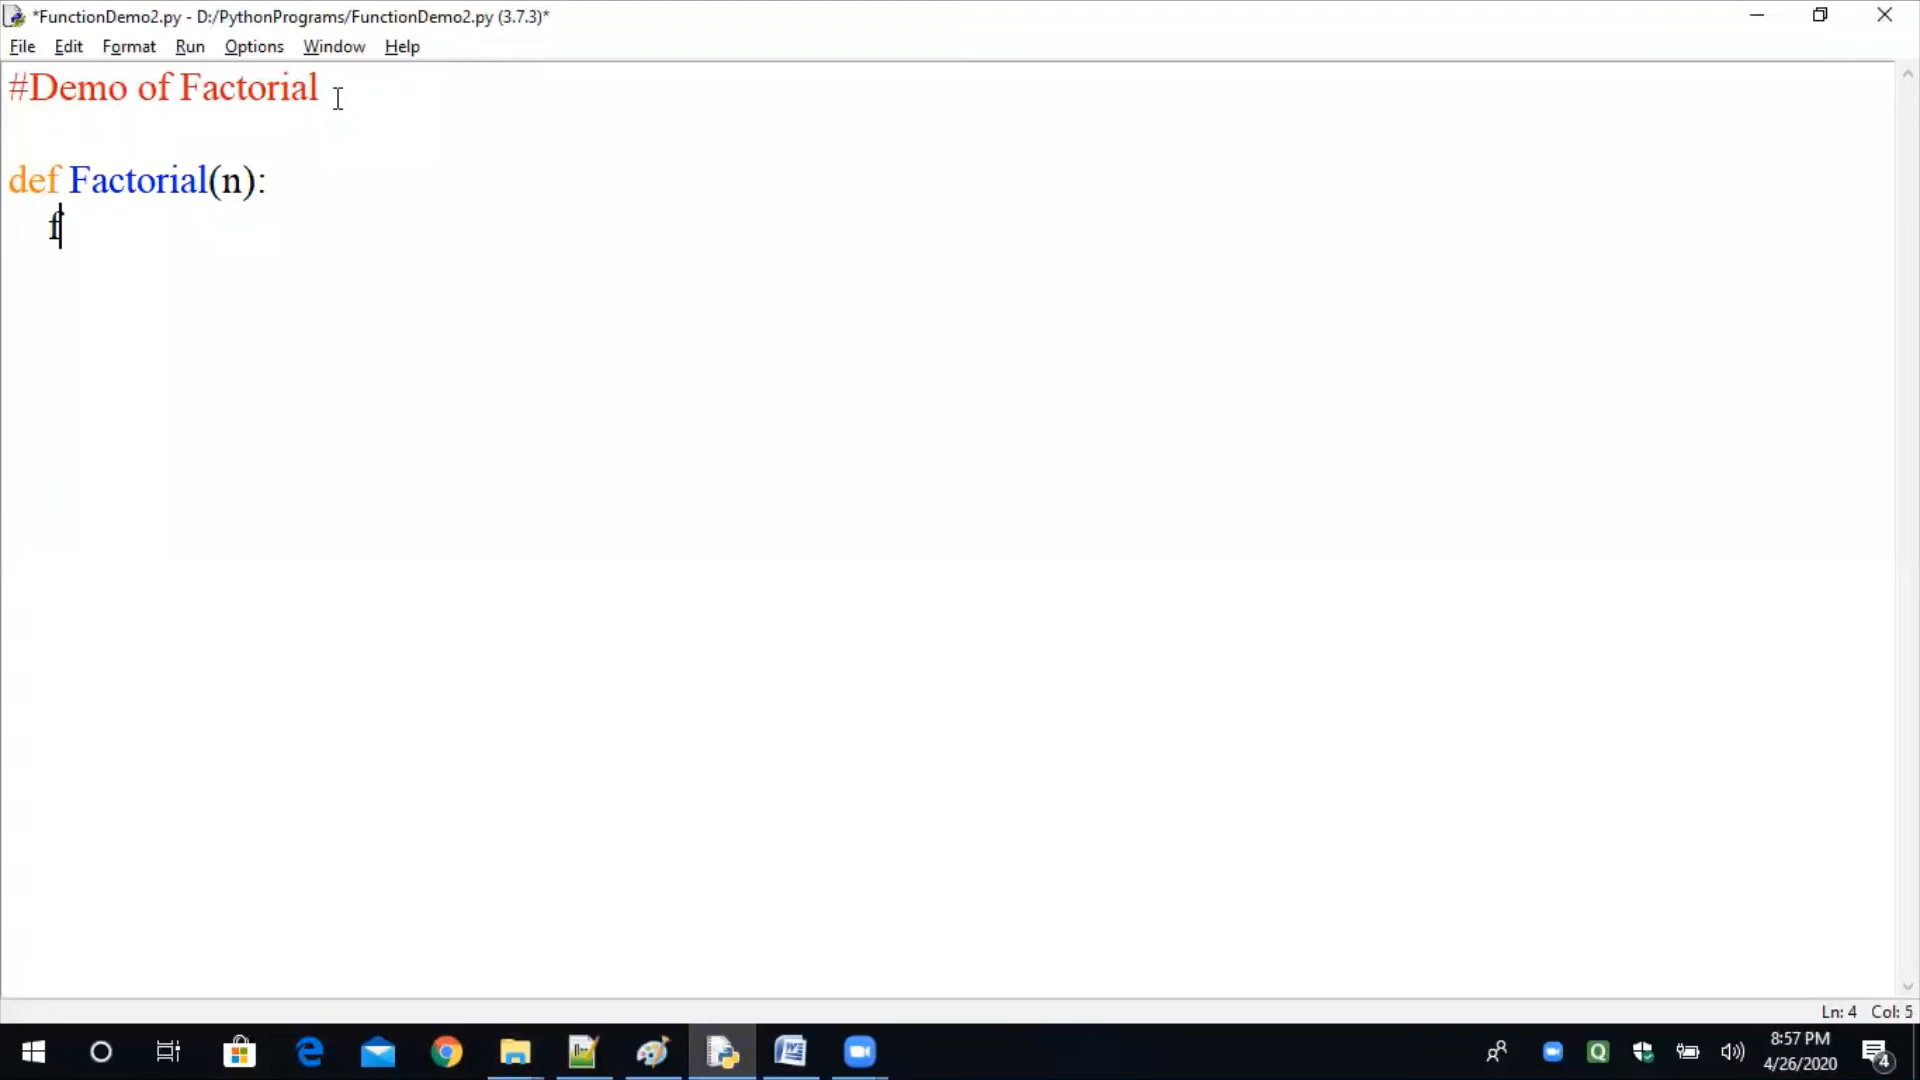 *FunctionDemo2.py - D:/PythonPrograms/FunctionDemo2.py (3.7.3)*
File Edit Format Run Options Window Help
#Demo of Factorial
def Factorial(n):
f
Ln: 4 Col: 5
8:57 PM
4/26/2020
4